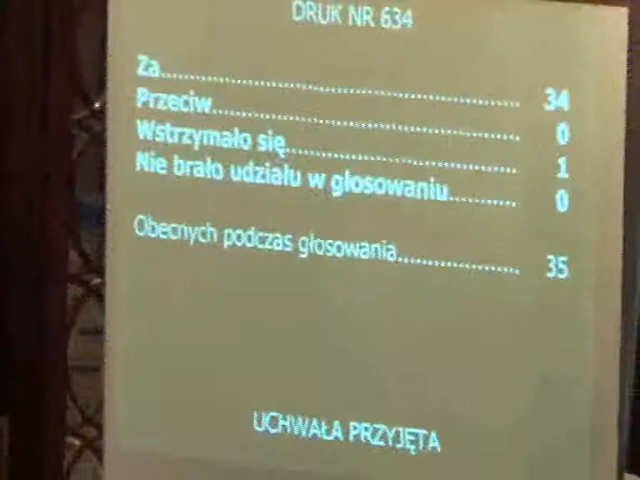 DRUK NR 634
Za.......................................................... 34
Przeciw.................................................. 0
Wstrzymało się...................................... 1
Nie brało udziału w głosowaniu........... 0
Obecnych podczas głosowania.................... 35
UCHWAŁA PRZYJĘTA